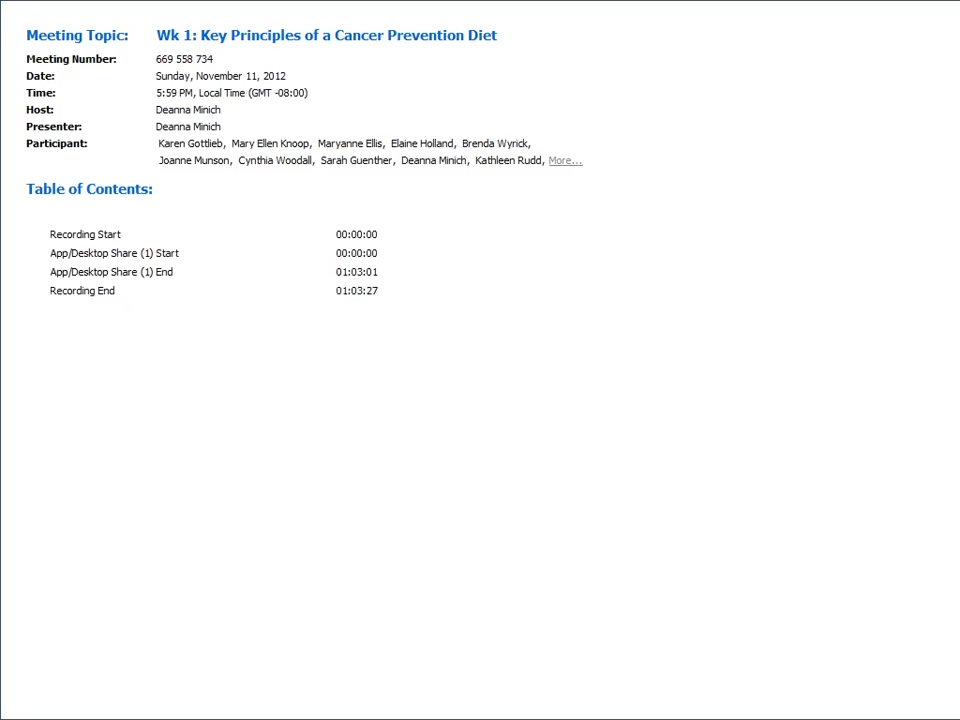 Meeting Topic: Wk 1: Key Principles of a Cancer Prevention Diet
Meeting Number: 669 558 734
Date: Sunday, November 11, 2012
Time: 5:59 PM, Local Time (GMT -08:00)
Host: Deanna Minich
Presenter: Deanna Minich
Participant: Karen Gottlieb, Mary Ellen Knoop, Maryanne Ellis, Elaine Holland, Brenda Wyrick,
Joanne Munson, Cynthia Woodall, Sarah Guenther, Deanna Minich, Kathleen Rudd, More...
Table of Contents:
Recording Start 00:00:00
App/Desktop Share (1) Start 00:00:00
App/Desktop Share (1) End 01:03:01
Recording End 01:03:27